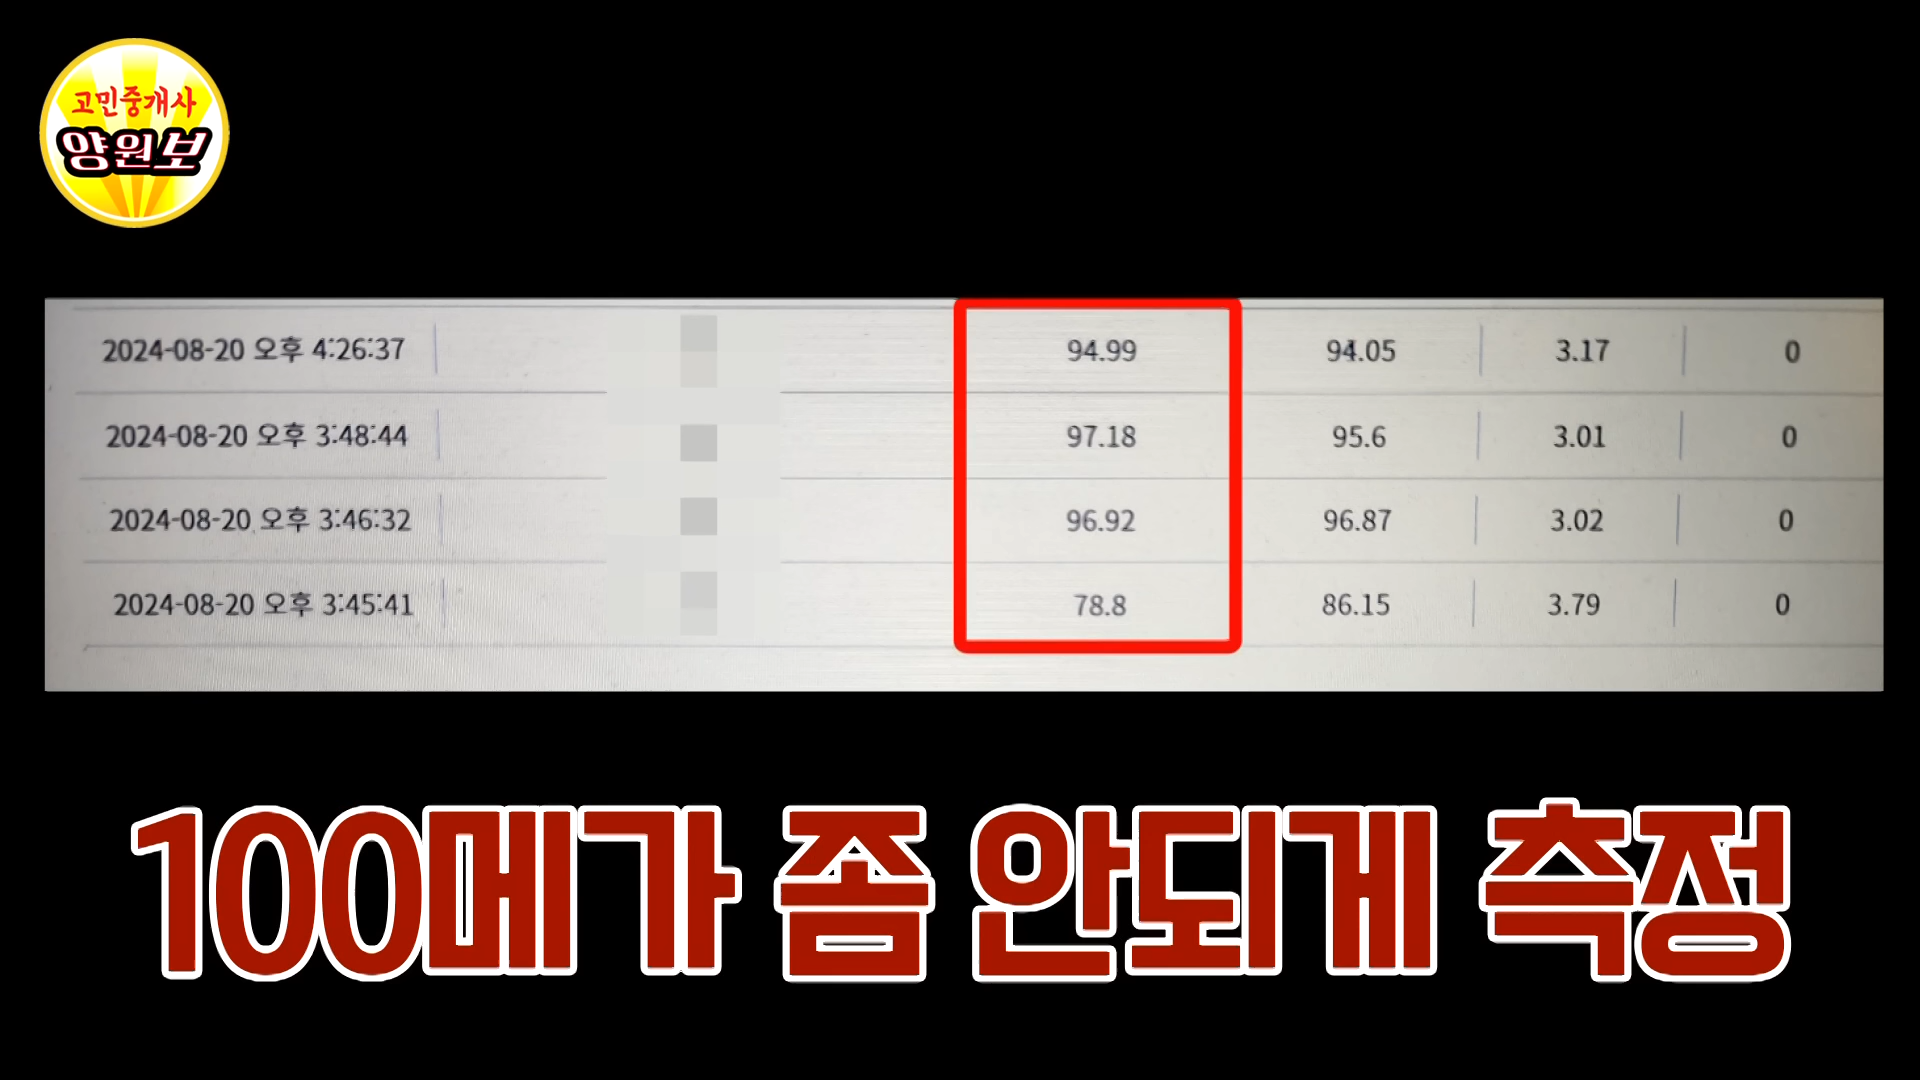 고민중개사
양원보
2024-08-20 오후 4:26:37 94.99 94.05 3.17 0
2024-08-20 오후 3:48:44 97.18 95.6 3.01 0
2024-08-20 오후 3:46:32 96.92 96.87 3.02 0
2024-08-20 오후 3:45:41 78.8 86.15 3.79 0
100메가 좀 안되게 측정